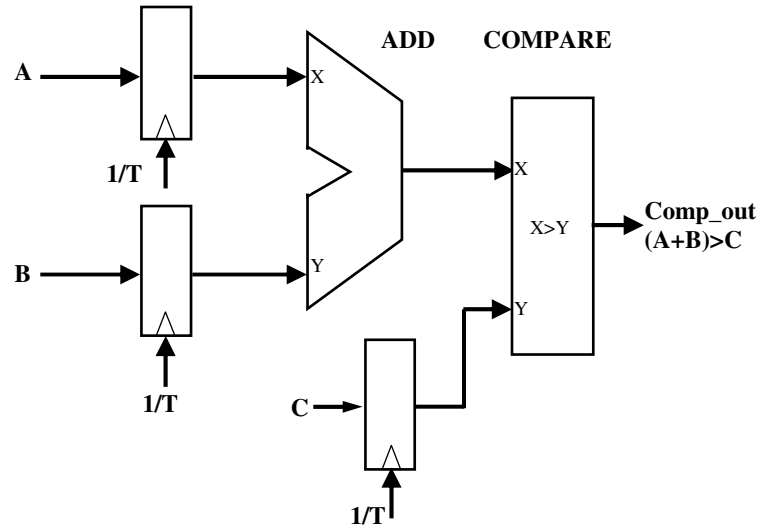 ADD COMPARE
A
X
1/T
X
Comp_out
(A+B)>C
X>Y
B
Y
Y
1/T
C
1/T